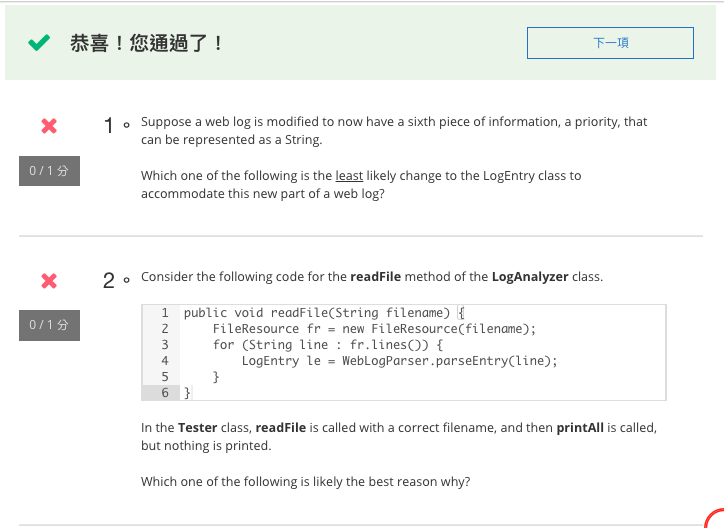 恭喜！您通過了！
下一項
1。
Suppose a web log is modified to now have a sixth piece of information, a priority, that
can be represented as a String.
0 / 1 分
Which one of the following is the least likely change to the LogEntry class to
accommodate this new part of a web log?
2。
Consider the following code for the readFile method of the LogAnalyzer class.
0 / 1 分
1 public void readFile(String filename) {
2     FileResource fr = new FileResource(filename);
3     for (String line : fr.lines()) {
4         LogEntry le = WebLogParser.parseEntry(line);
5     }
6 }
In the Tester class, readFile is called with a correct filename, and then printAll is called,
but nothing is printed.
Which one of the following is likely the best reason why?